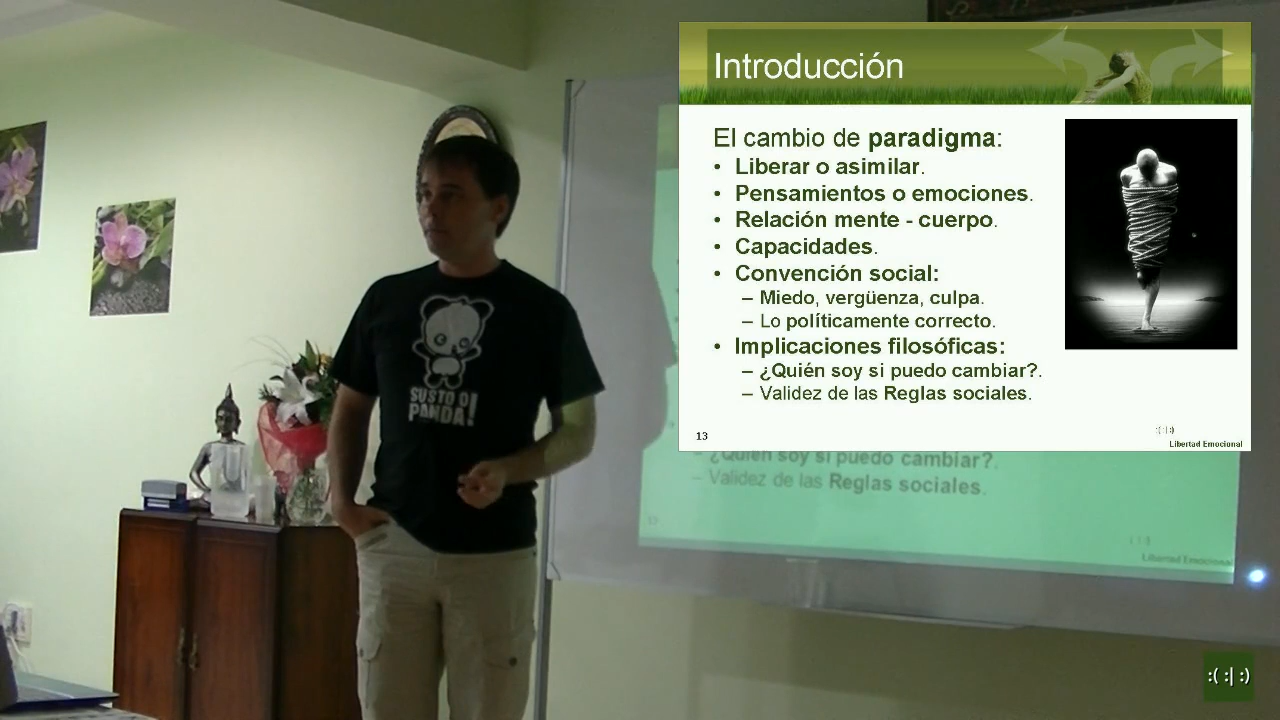 Introducción
El cambio de paradigma:
• Liberar o asimilar.
• Pensamientos o emociones.
• Relación mente - cuerpo.
• Capacidades.
• Convención social:
– Miedo, vergüenza, culpa.
– Lo políticamente correcto.
• Implicaciones filosóficas:
– ¿Quién soy si puedo cambiar?.
– Validez de las Reglas sociales.
13
:(:|:)
Libertad Emocional
– ¿Quién soy si puedo cambiar?.
– Validez de las Reglas sociales.
Libertad Emocional
SUSTO O
PANDA!
:( :| :)